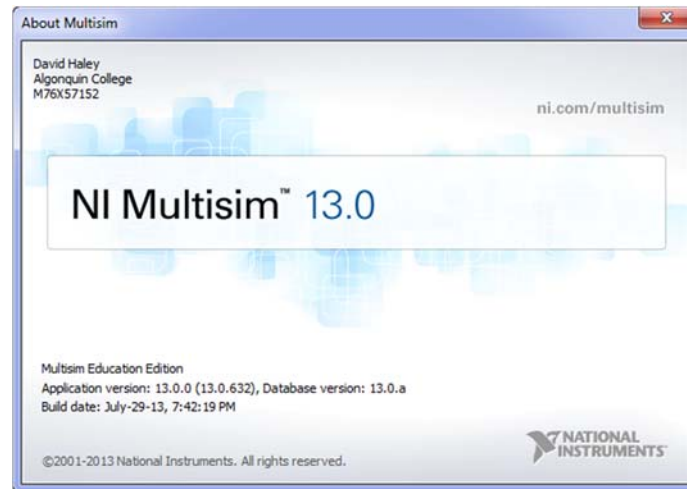 About Multisim
David Haley
Algonquin College
M76X57152
ni.com/multisim
NI Multisim™ 13.0
Multisim Education Edition
Application version: 13.0.0 (13.0.632), Database version: 13.0.a
Build date: July-29-13, 7:42:19 PM
©2001-2013 National Instruments. All rights reserved.
NATIONAL
INSTRUMENTS